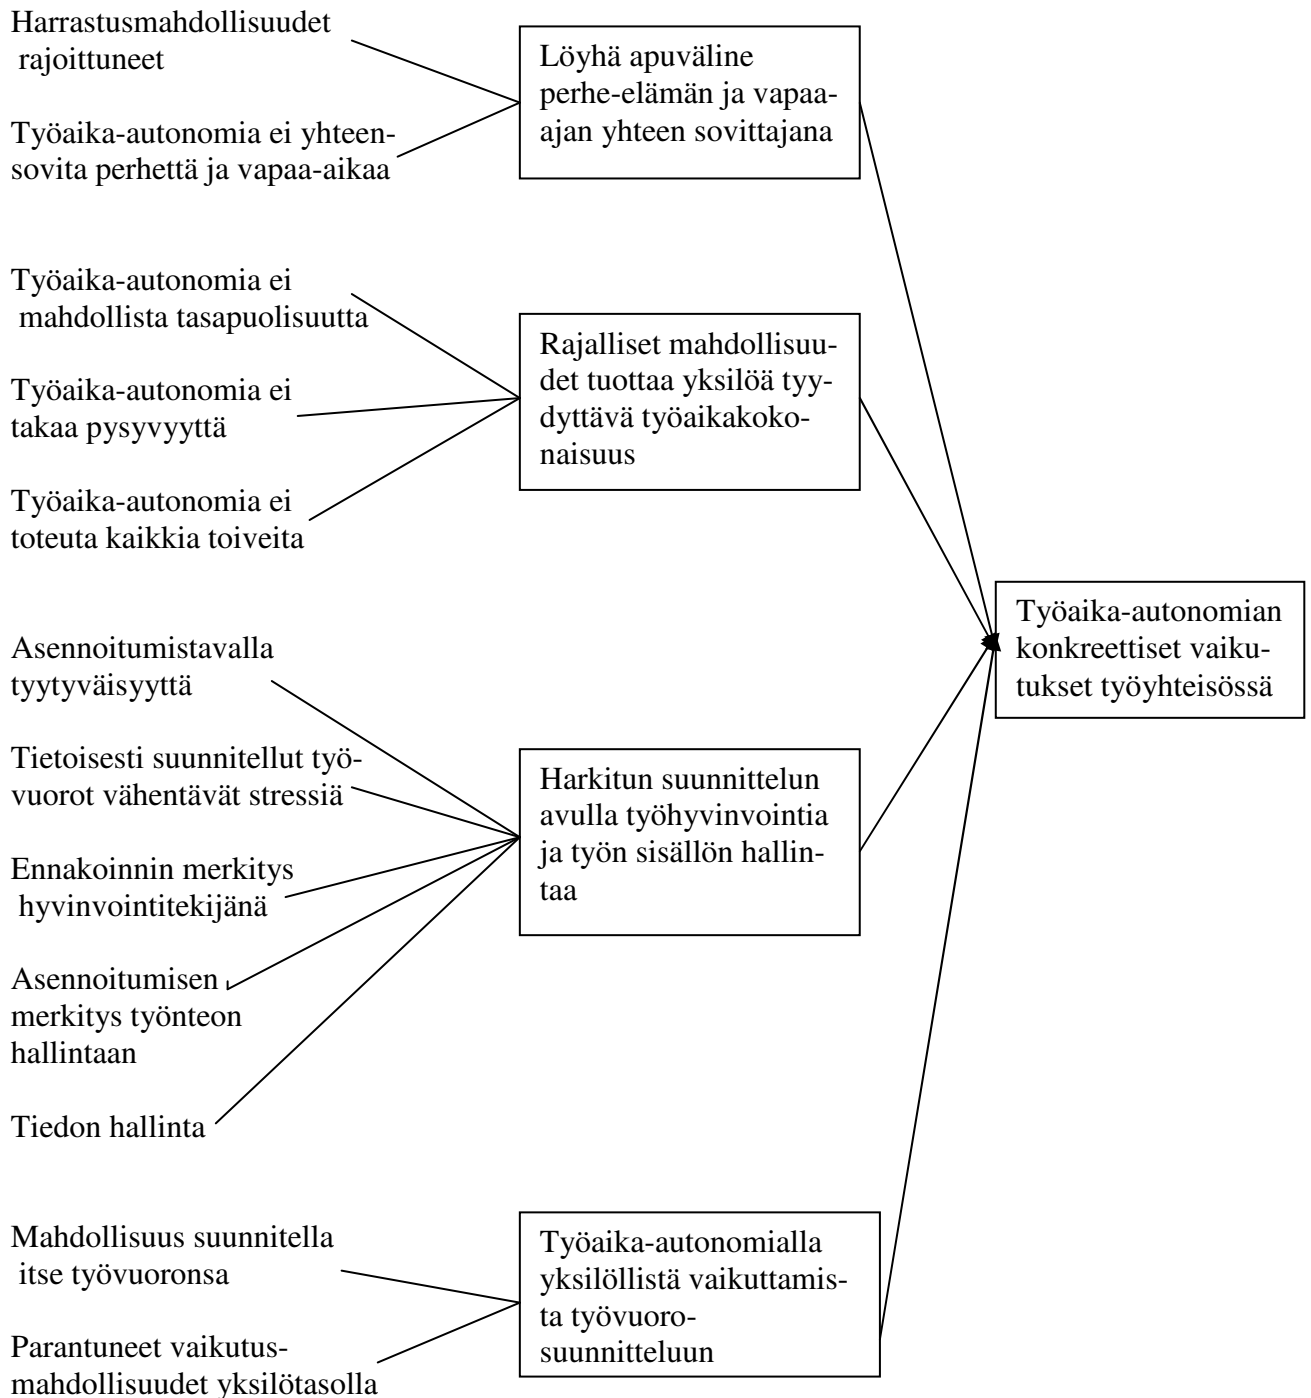 Harrastusmahdollisuudet
rajoittuneet
Työaika-autonomia ei yhteen-
sovita perhettä ja vapaa-aikaa
Löyhä apuväline
perhe-elämän ja vapaa-
ajan yhteen sovittajana
Työaika-autonomia ei
mahdollista tasapuolisuutta
Työaika-autonomia ei
takaa pysyvyyttä
Työaika-autonomia ei
toteuta kaikkia toiveita
Rajalliset mahdollisuu-
det tuottaa yksilöä tyy-
dyttävä työaikakoko-
naisuus
Asennoitumistavalla
tyytyväisyyttä
Tietoisesti suunnitellut työ-
vuorot vähentävät stressiä
Ennakoinnin merkitys
hyvinvointitekijänä
Asennoitumisen
merkitys työnteon
hallintaan
Tiedon hallinta
Harkitun suunnittelun
avulla työhyvinvointia
ja työn sisällön hallin-
taa
Mahdollisuus suunnitella
itse työvuoronsa
Parantuneet vaikutus-
mahdollisuudet yksilötasolla
Työaika-autonomialla
yksilöllistä vaikuttamis-
ta työvuoro-
suunnitteluun
Työaika-autonomian
konkreettiset vaiku-
tukset työyhteisössä